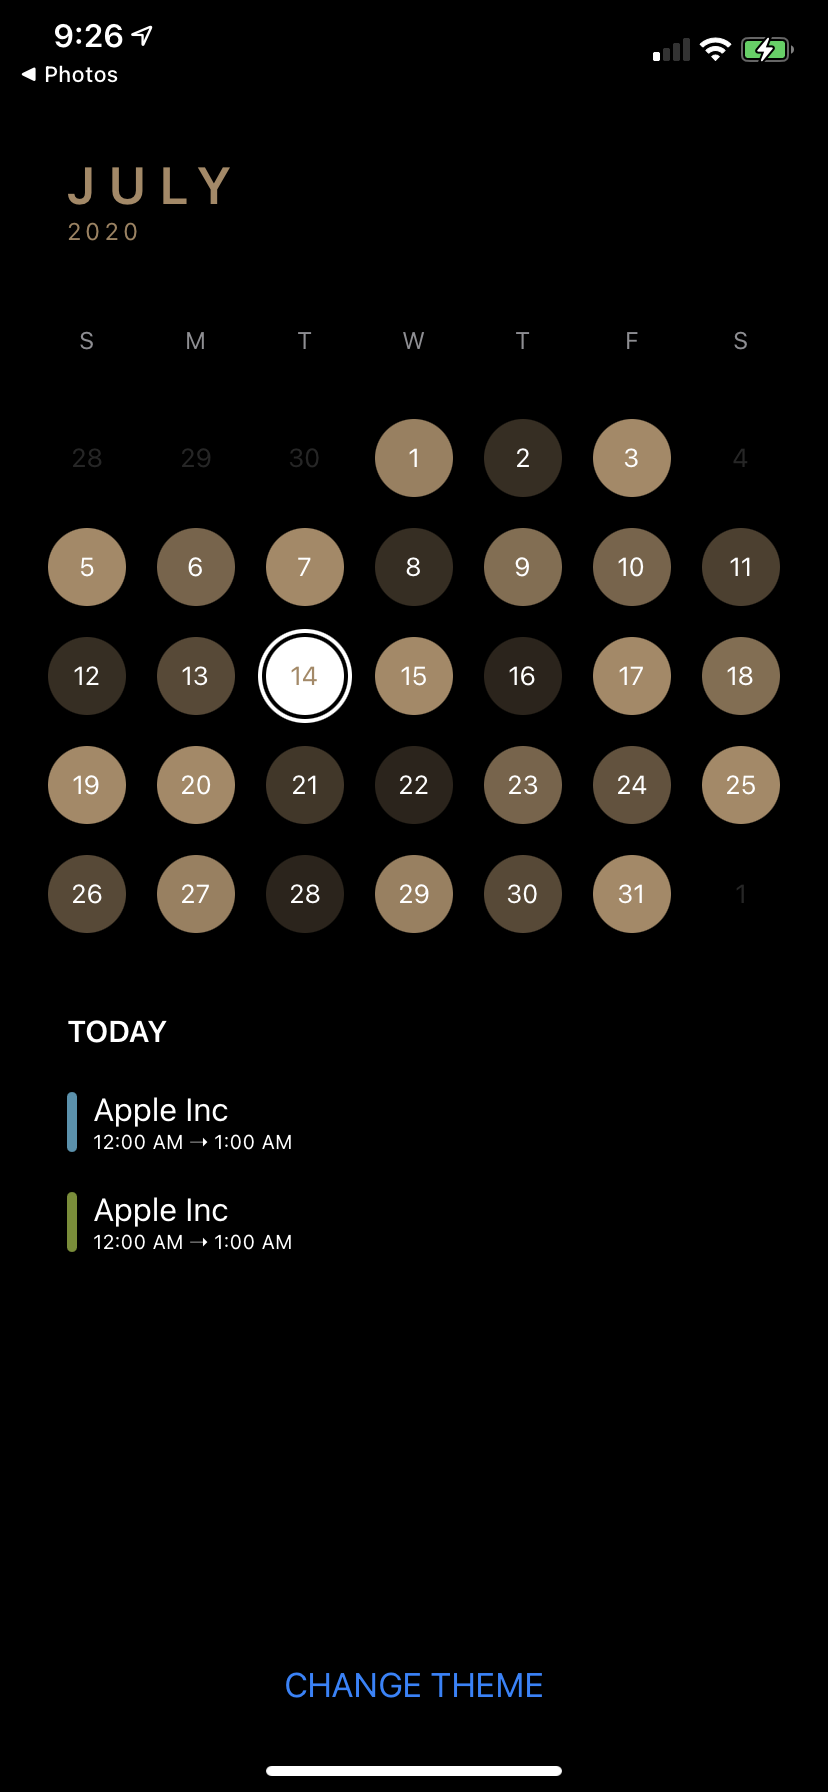 9:26
◀ Photos
JULY
2020
S M T W T F S
28 29 30 1 2 3 4
5 6 7 8 9 10 11
12 13 14 15 16 17 18
19 20 21 22 23 24 25
26 27 28 29 30 31 1
TODAY
Apple Inc
12:00 AM → 1:00 AM
Apple Inc
12:00 AM → 1:00 AM
CHANGE THEME